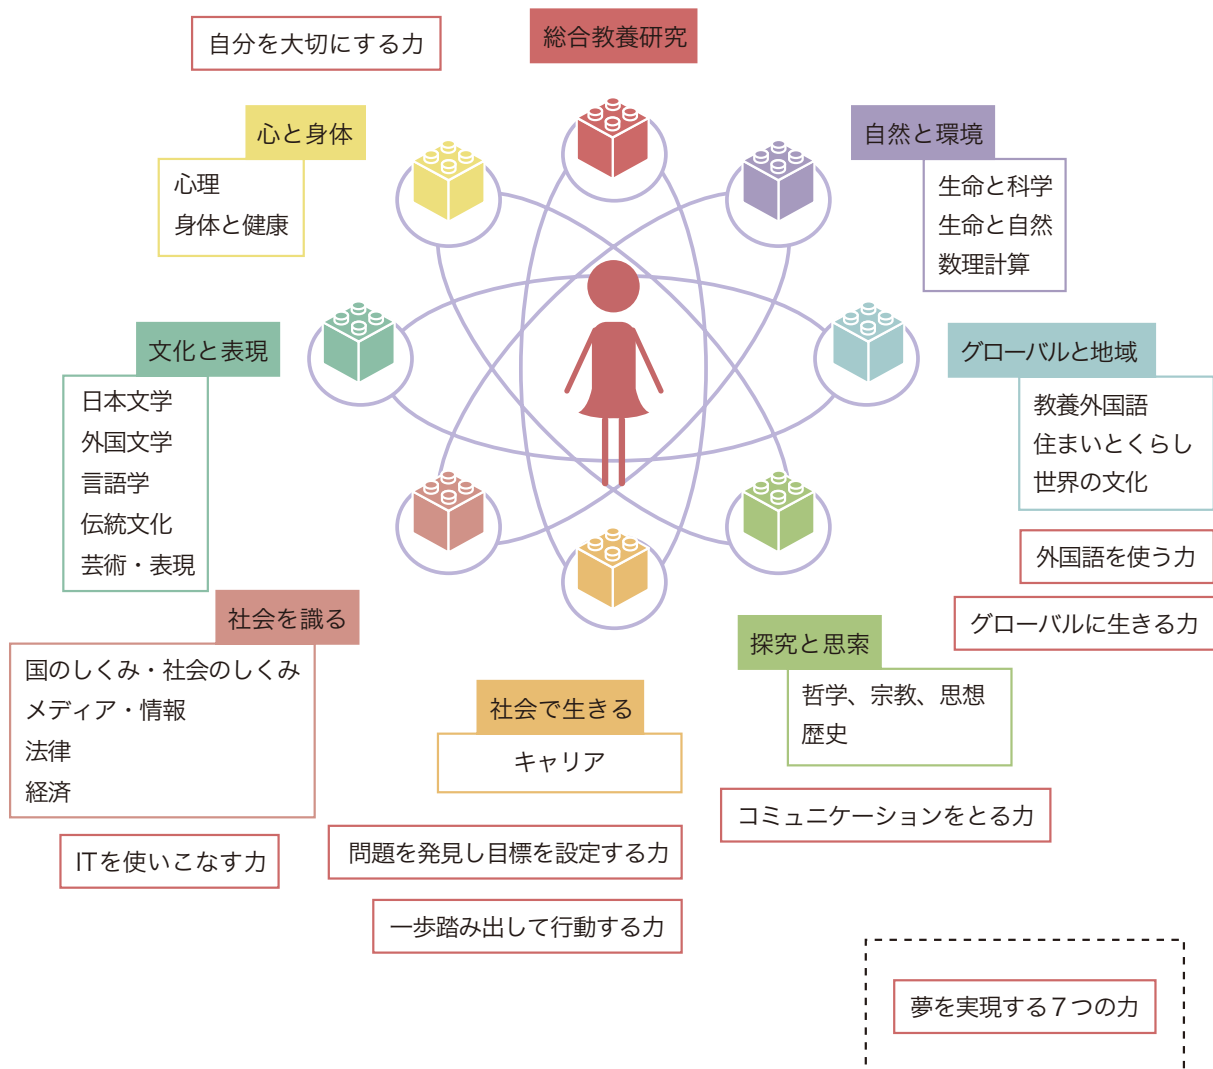 自分を大切にする力
総合教養研究
心と身体
心理
身体と健康
自然と環境
生命と科学
生命と自然
数理計算
文化と表現
日本文学
外国文学
言語学
伝統文化
芸術・表現
グローバルと地域
教養外国語
住まいとくらし
世界の文化
外国語を使う力
グローバルに生きる力
社会を識る
国のしくみ・社会のしくみ
メディア・情報
法律
経済
ITを使いこなす力
社会で生きる
キャリア
問題を発見し目標を設定する力
一歩踏み出して行動する力
探究と思索
哲学、宗教、思想
歴史
コミュニケーションをとる力
夢を実現する７つの力